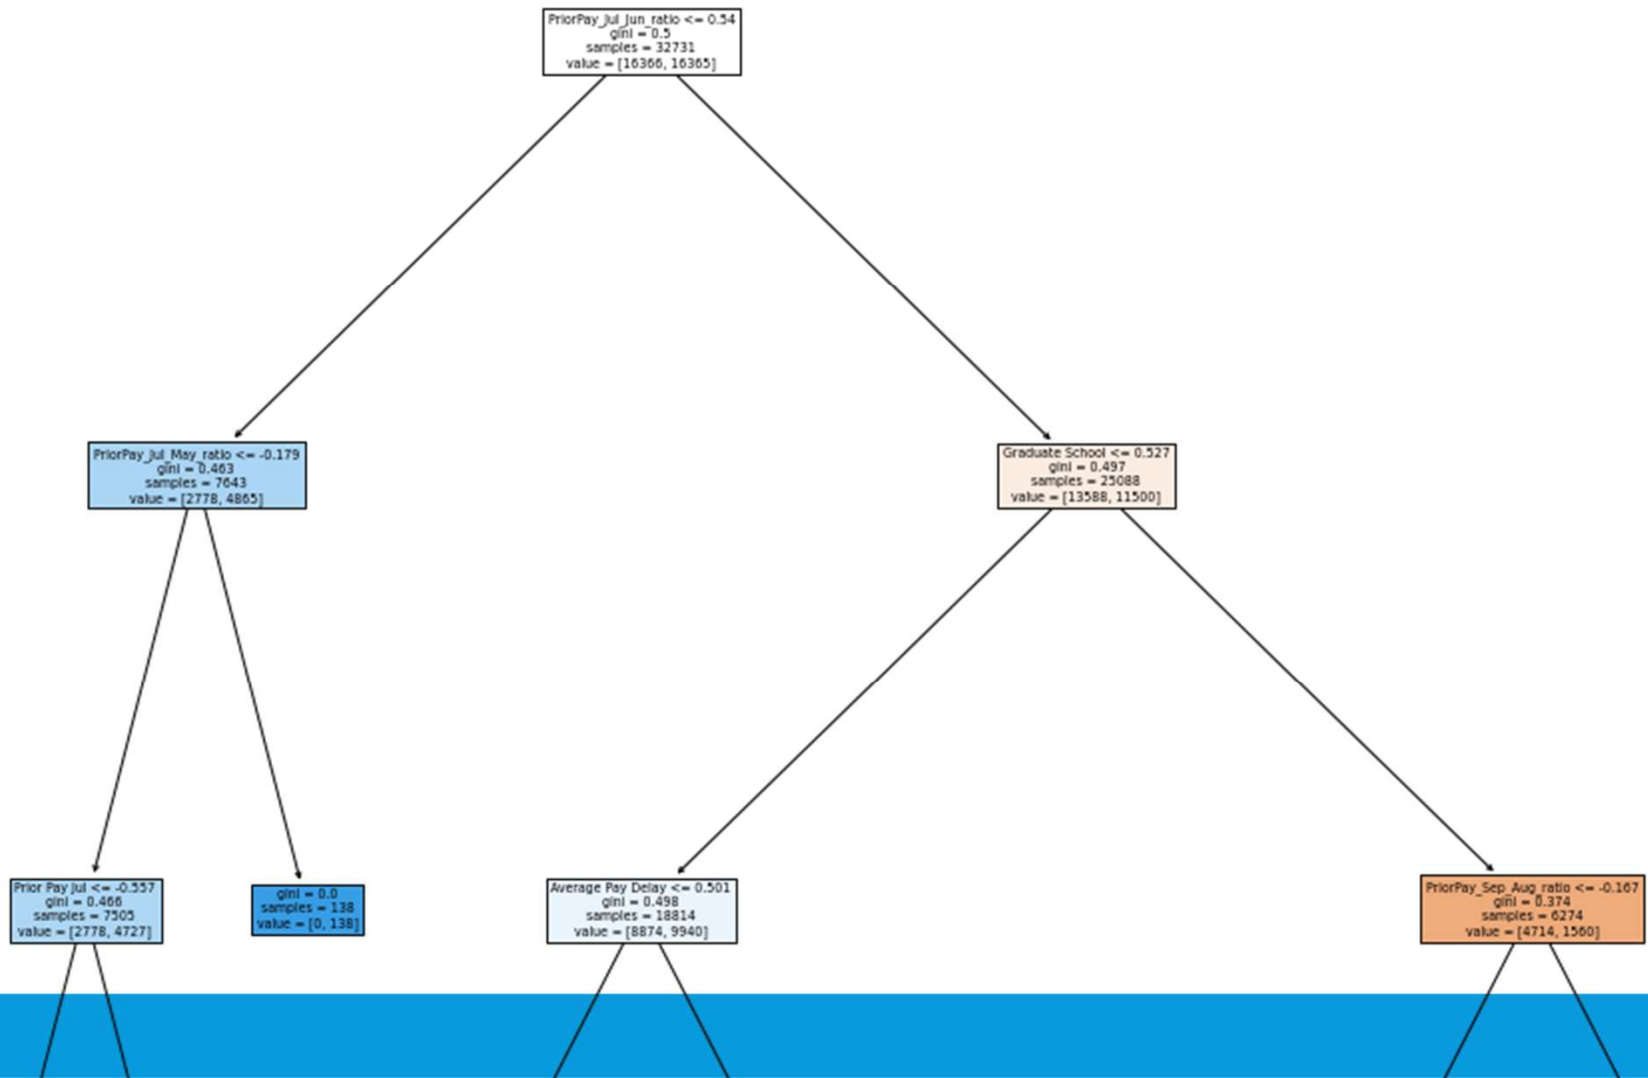 PriorPay_Jul_Jun_ratio <= 0.54
gini = 0.5
samples = 32731
value = [16366, 16365]
PriorPay_Jul_May_ratio <= -0.179
gini = 0.463
samples = 7643
value = [2778, 4865]
Graduate School <= 0.527
gini = 0.497
samples = 25088
value = [13588, 11500]
Prior Pay Jul <= -0.557
gini = 0.466
samples = 7505
value = [2778, 4727]
gini = 0.0
samples = 138
value = [0, 138]
Average Pay Delay <= 0.501
gini = 0.498
samples = 18814
value = [8874, 9940]
PriorPay_Sep_Aug_ratio <= -0.167
gini = 0.374
samples = 6274
value = [4714, 1560]